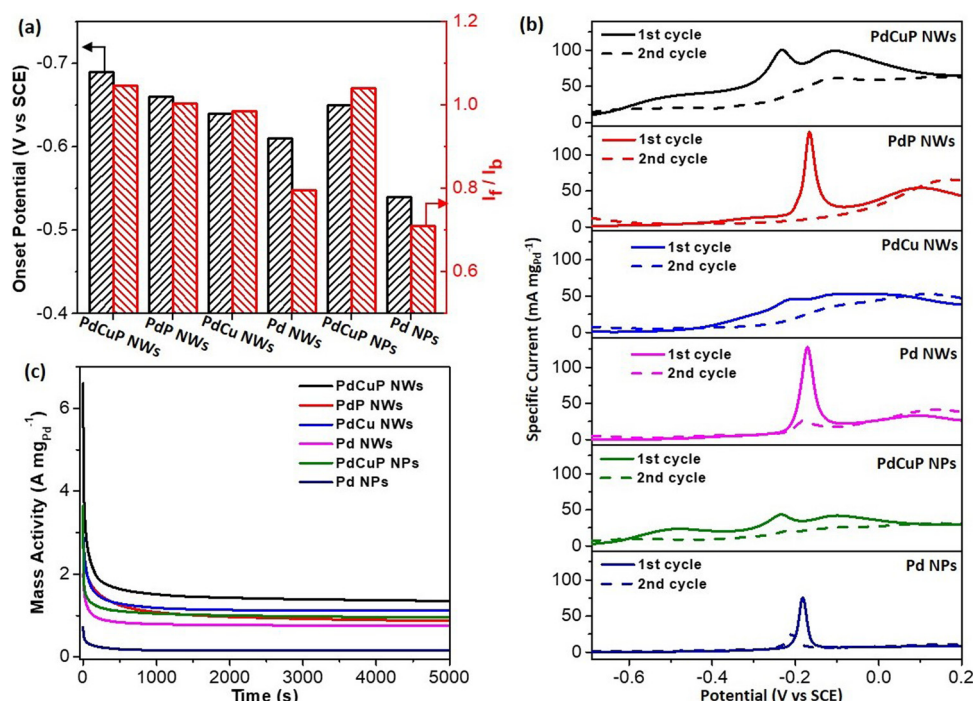 (a)
Onset Potential (V vs SCE)
-0.7
-0.6
-0.5
-0.4
1.2
1.0
0.8
0.6
I_f / I_b
PdCuP NWs
PdP NWs
PdCu NWs
Pd NWs
PdCuP NPs
Pd NPs
(b)
Specific Current (mA mg_Pd⁻¹)
100
50
0
1st cycle
2nd cycle
PdCuP NWs
100
50
0
1st cycle
2nd cycle
PdP NWs
100
50
0
1st cycle
2nd cycle
PdCu NWs
100
50
0
1st cycle
2nd cycle
Pd NWs
100
50
0
1st cycle
2nd cycle
PdCuP NPs
100
50
0
1st cycle
2nd cycle
Pd NPs
-0.6
-0.4
-0.2
0.0
0.2
Potential (V vs SCE)
(c)
Mass Activity (A mg_Pd⁻¹)
6
4
2
0
PdCuP NWs
PdP NWs
PdCu NWs
Pd NWs
PdCuP NPs
Pd NPs
0
1000
2000
3000
4000
5000
Time (s)